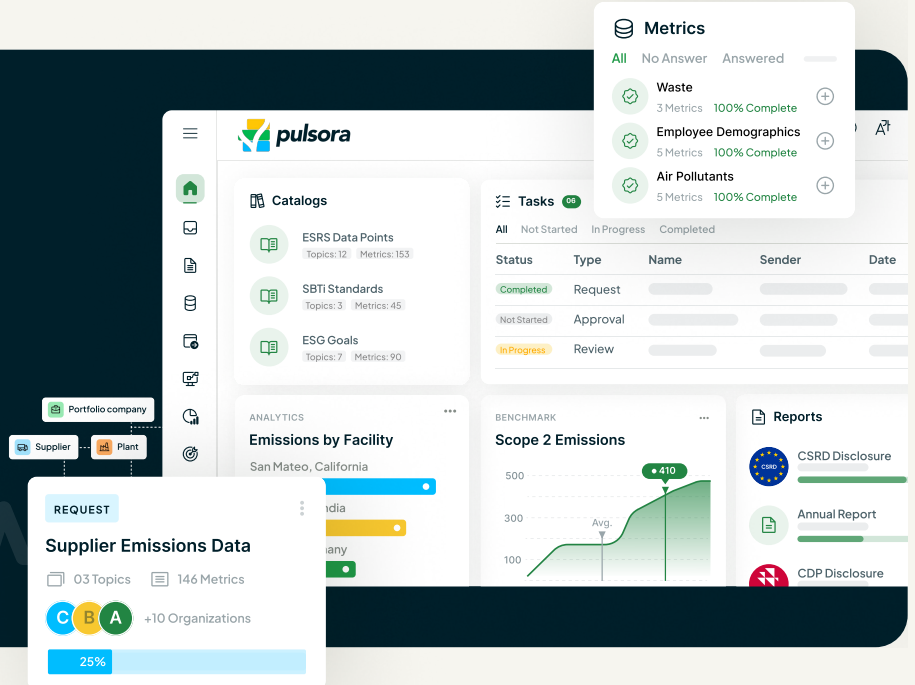 Metrics
All No Answer Answered
Waste
3 Metrics 100% Complete
Employee Demographics
5 Metrics 100% Complete
Air Pollutants
5 Metrics 100% Complete
pulsora
Catalogs
ESRS Data Points
Topics: 12 Metrics: 153
SBTi Standards
Topics: 3 Metrics: 45
ESG Goals
Topics: 7 Metrics: 90
Tasks 06
All Not Started In Progress Completed
Status Type Name Sender Date
Completed Request
Not Started Approval
In Progress Review
Portfolio company
Supplier
Plant
ANALYTICS
Emissions by Facility
San Mateo, California
ndia
many
BENCHMARK
Scope 2 Emissions
500
300
100
410
Avg.
Reports
CSRD
CSRD Disclosure
Annual Report
CDP Disclosure
REQUEST
Supplier Emissions Data
03 Topics 146 Metrics
C B A +10 Organizations
25%